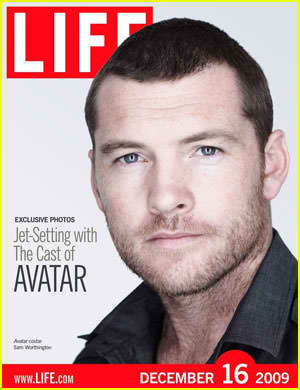 LIFE
EXCLUSIVE PHOTOS
Jet-Setting with
The Cast of
AVATAR
Avatar costar
Sam Worthington
WWW.LIFE.COM
DECEMBER 16 2009